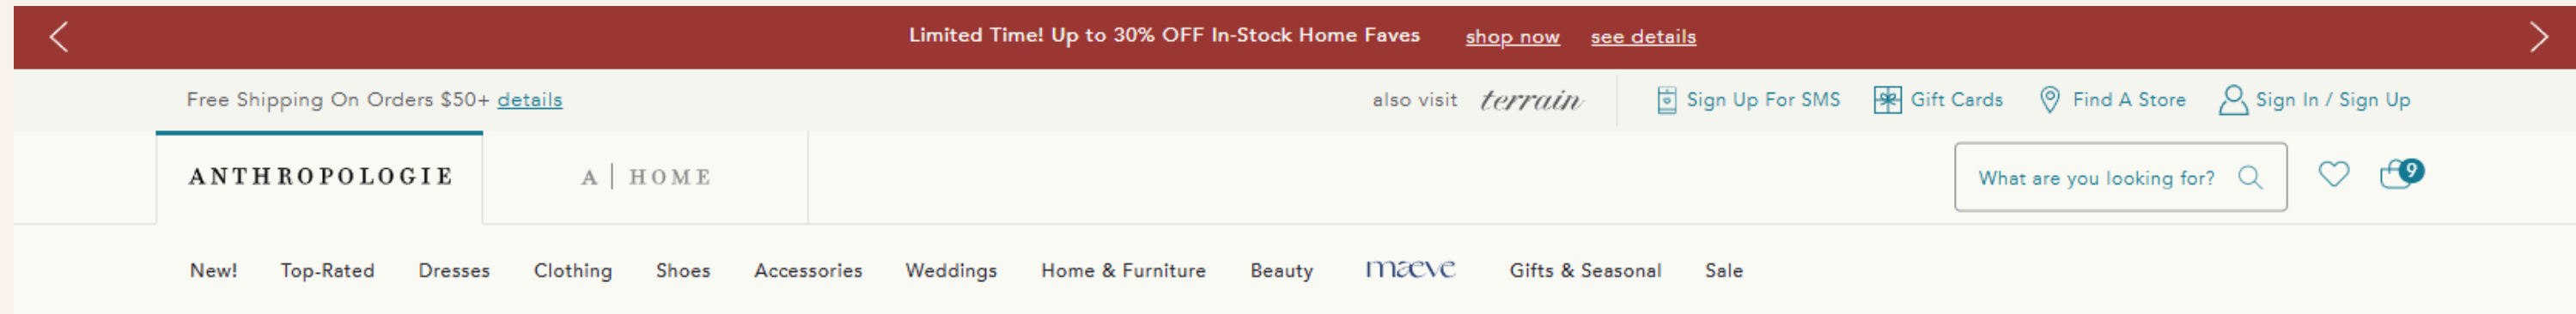 Limited Time! Up to 30% OFF In-Stock Home Faves shop now see details
Free Shipping On Orders $50+ details also visit terrain Sign Up For SMS Gift Cards Find A Store Sign In / Sign Up
ANTHROPOLOGIE A | HOME What are you looking for? 9
New! Top-Rated Dresses Clothing Shoes Accessories Weddings Home & Furniture Beauty mæve Gifts & Seasonal Sale